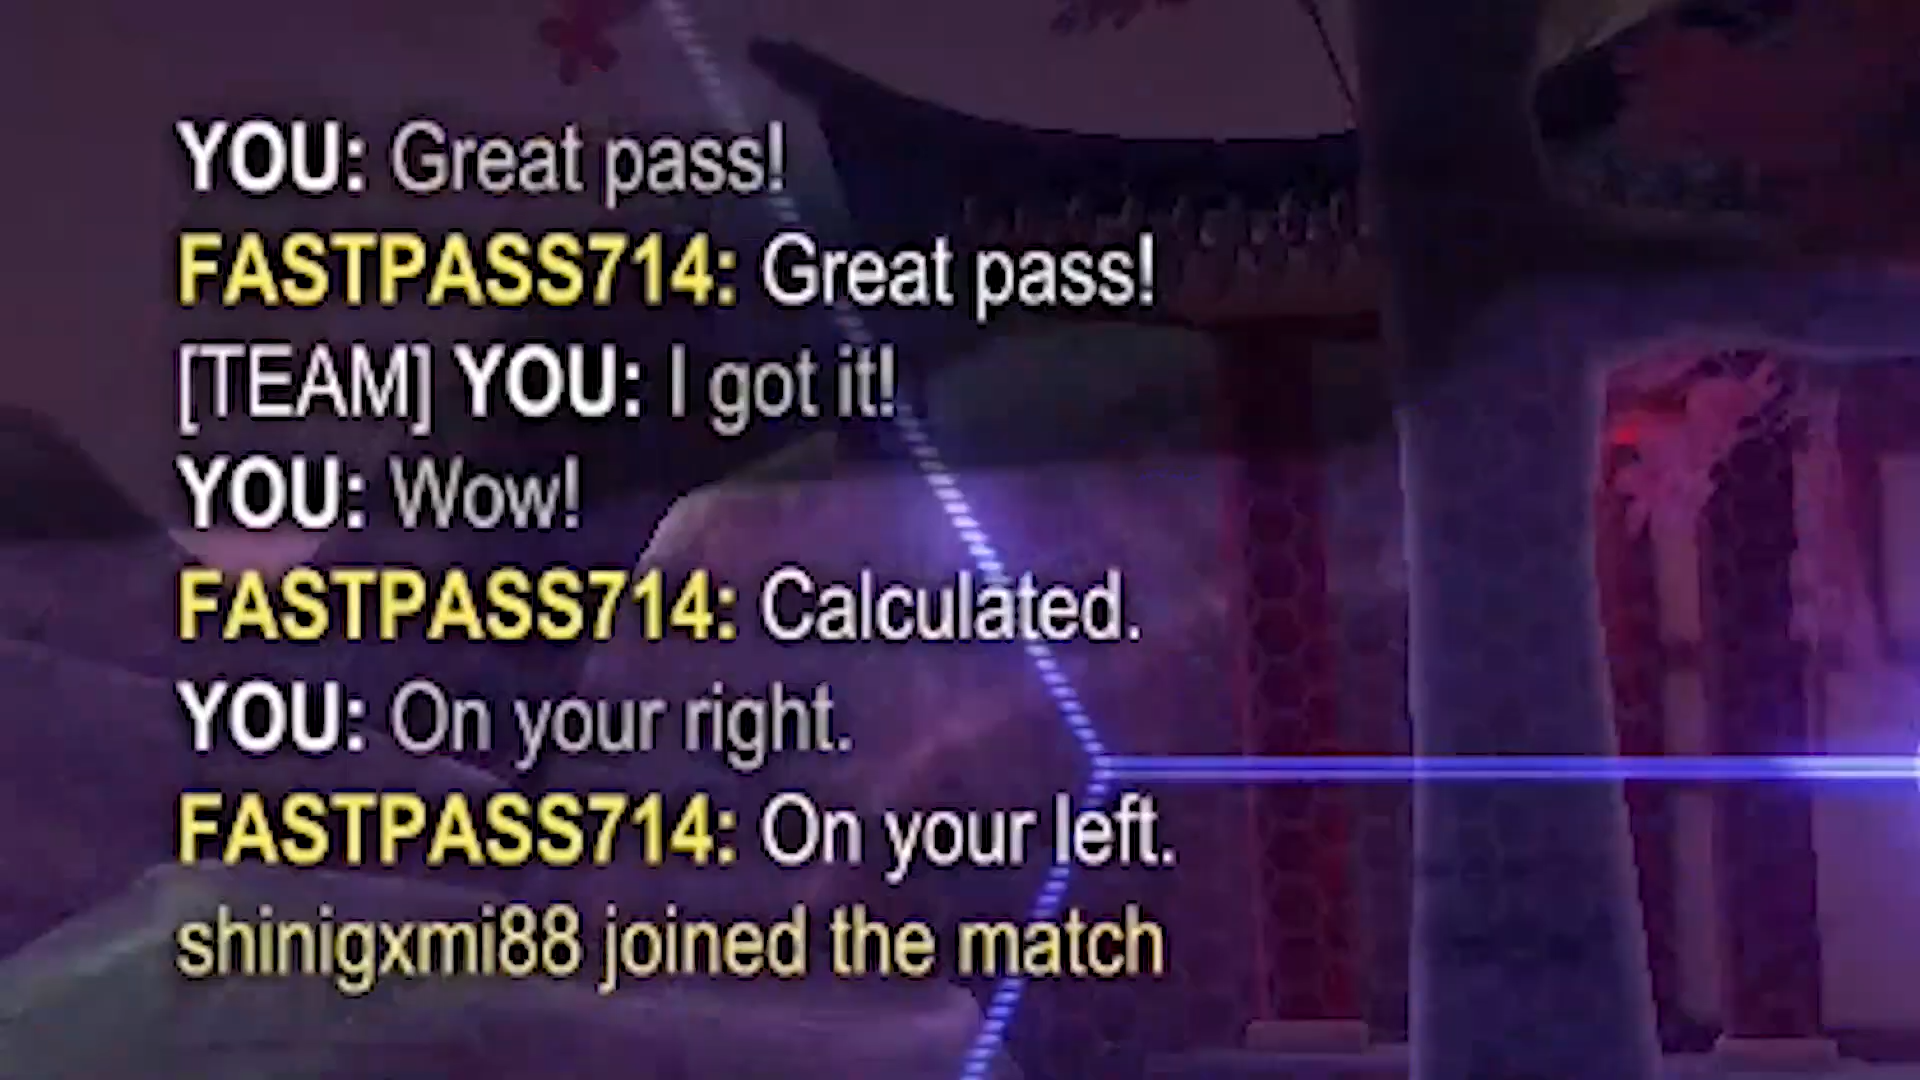 YOU: Great pass!
FASTPASS714: Great pass!
[TEAM] YOU: I got it!
YOU: Wow!
FASTPASS714: Calculated.
YOU: On your right.
FASTPASS714: On your left.
shinigxmi88 joined the match